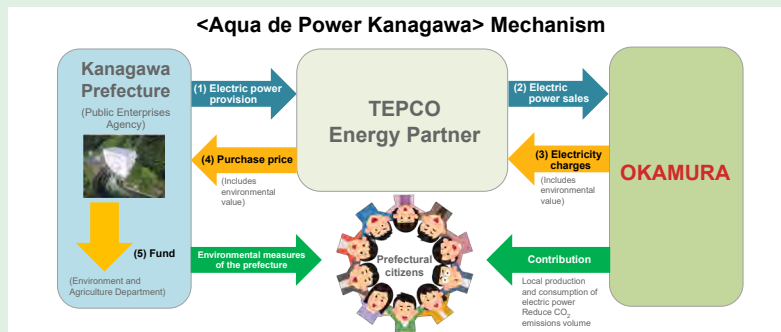 <Aqua de Power Kanagawa> Mechanism
Kanagawa
Prefecture
(Public Enterprises
Agency)
(1) Electric power
provision
TEPCO
Energy Partner
(2) Electric
power sales
OKAMURA
(4) Purchase price
(Includes
environmental
value)
(3) Electricity
charges
(Includes
environmental
value)
(5) Fund
(Environment and
Agriculture Department)
Environmental measures
of the prefecture
Prefectural
citizens
Contribution
Local production
and consumption of
electric power
Reduce CO₂
emissions volume